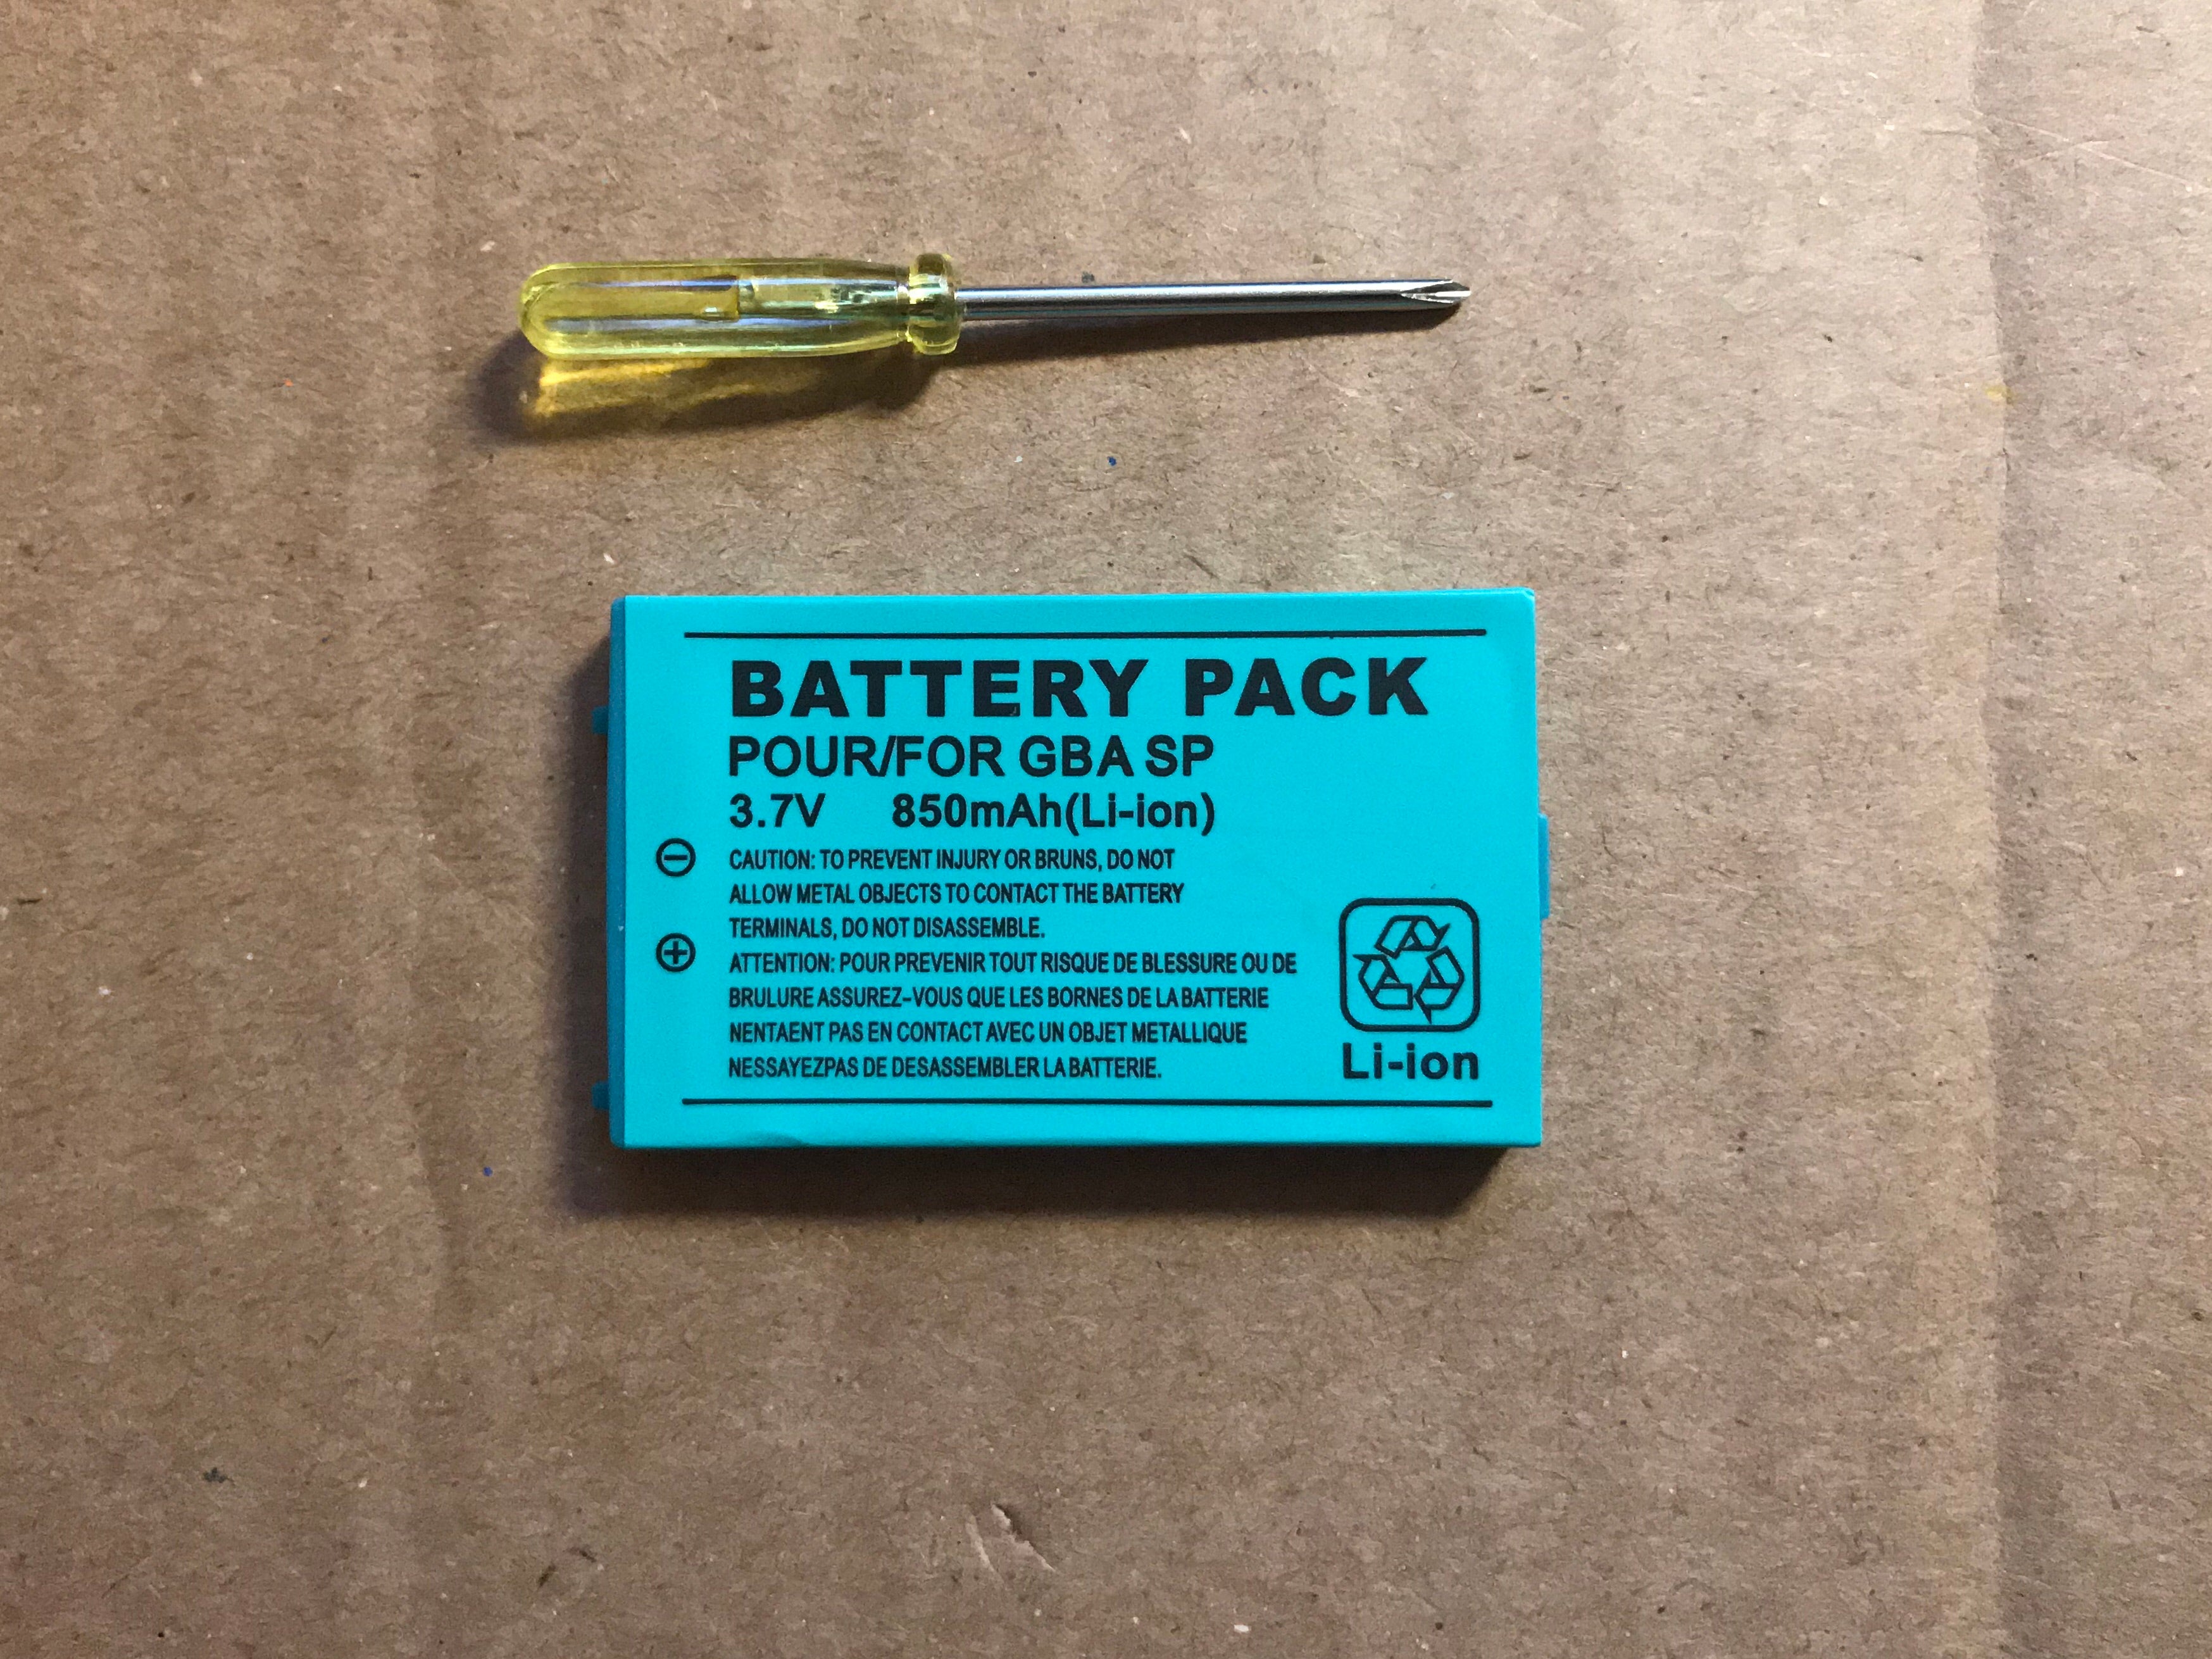 BATTERY PACK
POUR/FOR GBA SP
3.7V 850mAh(Li-ion)
CAUTION: TO PREVENT INJURY OR BRUNS, DO NOT
ALLOW METAL OBJECTS TO CONTACT THE BATTERY
TERMINALS, DO NOT DISASSEMBLE.
ATTENTION: POUR PREVENIR TOUT RISQUE DE BLESSURE OU DE
BRULURE ASSUREZ-VOUS QUE LES BORNES DE LA BATTERIE
NENTAENT PAS EN CONTACT AVEC UN OBJET METALLIQUE
NESSAYEZPAS DE DESASSEMBLER LA BATTERIE.
Li-ion